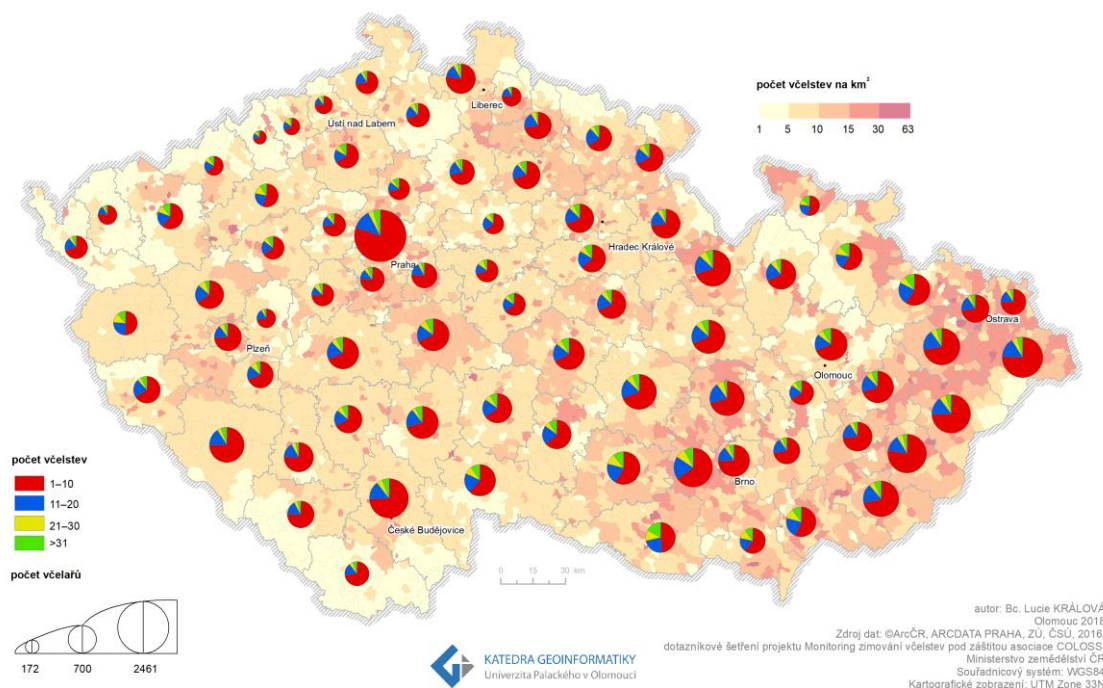 počet včelstev na km²
1 5 10 15 30 63
Liberec
Ústí nad Labem
Hradec Králové
Praha
Plzeň
Ostrava
Olomouc
Brno
České Budějovice
počet včelstev
1–10
11–20
21–30
>31
počet včelařů
172 700 2461
0 15 30 km
KATEDRA GEOINFORMATIKY
Univerzita Palackého v Olomouci
autor: Bc. Lucie KRÁLOVÁ
Olomouc 2018
Zdroj dat: ©ArcČR, ARCDATA PRAHA, ZÚ, ČSÚ, 2016,
dotazníkové šetření projektu Monitoring zimování včelstev pod záštitou asociace COLOSS,
Ministerstvo zemědělství ČR
Souřadnicový systém: WGS84
Kartografické zobrazení: UTM Zone 33N